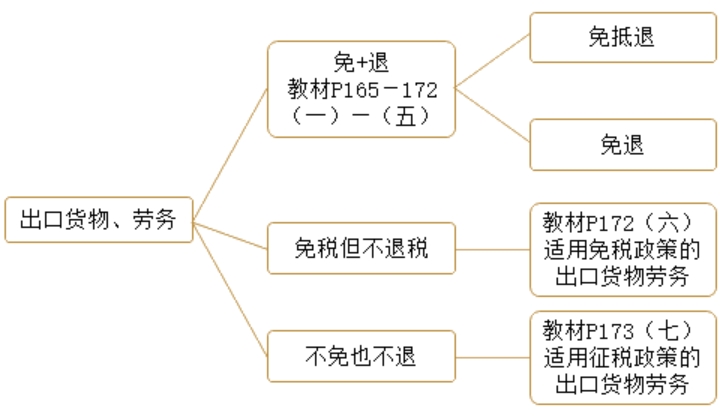 出口货物、劳务
免+退
教材P165－172
（一）－（五）
免抵退
免退
免税但不退税
教材P172（六）
适用免税政策的
出口货物劳务
不免也不退
教材P173（七）
适用征税政策的
出口货物劳务